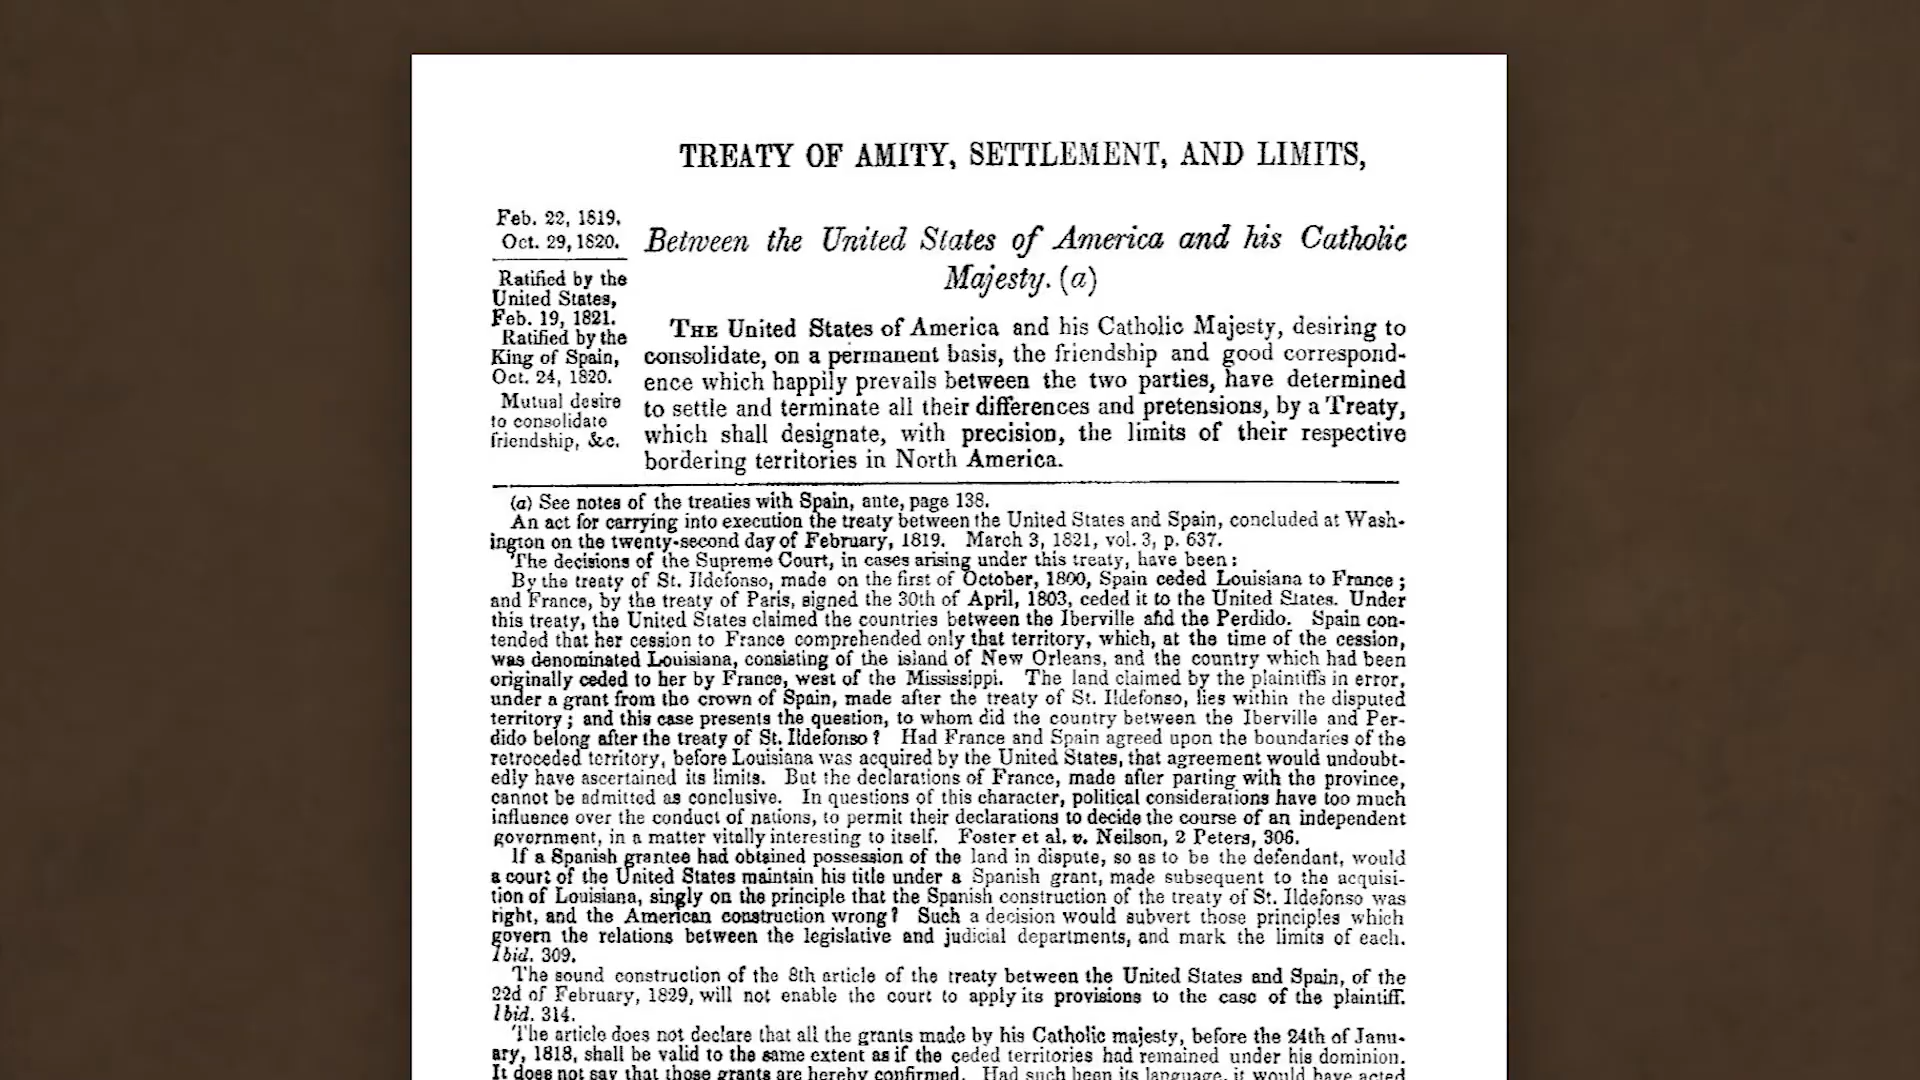 TREATY OF AMITY, SETTLEMENT, AND LIMITS,
Feb. 22, 1819.
Oct. 29, 1820.
Ratified by the
United States,
Feb. 19, 1821.
Ratified by the
King of Spain,
Oct. 24, 1820.
Mutual desire
to consolidate
friendship, &c.
Between the United States of America and his Catholic
Majesty. (a)
THE United States of America and his Catholic Majesty, desiring to
consolidate, on a permanent basis, the friendship and good correspond-
ence which happily prevails between the two parties, have determined
to settle and terminate all their differences and pretensions, by a Treaty,
which shall designate, with precision, the limits of their respective
bordering territories in North America.
(a) See notes of the treaties with Spain, ante, page 138.
An act for carrying into execution the treaty between the United States and Spain, concluded at Wash-
ington on the twenty-second day of February, 1819. March 3, 1821, vol. 3, p. 637.
The decisions of the Supreme Court, in cases arising under this treaty, have been:
By the treaty of St. Ildefonso, made on the first of October, 1800, Spain ceded Louisiana to France;
and France, by the treaty of Paris, signed the 30th of April, 1803, ceded it to the United States. Under
this treaty, the United States claimed the countries between the Iberville and the Perdido. Spain con-
tended that her cession to France comprehended only that territory, which, at the time of the cession,
was denominated Louisiana, consisting of the island of New Orleans, and the country which had been
originally ceded to her by France, west of the Mississippi. The land claimed by the plaintiffs in error,
under a grant from the crown of Spain, made after the treaty of St. Ildefonso, lies within the disputed
territory; and this case presents the question, to whom did the country between the Iberville and Per-
dido belong after the treaty of St. Ildefonso? Had France and Spain agreed upon the boundaries of the
retroceded territory, before Louisiana was acquired by the United States, that agreement would undoubt-
edly have ascertained its limits. But the declarations of France, made after parting with the province,
cannot be admitted as conclusive. In questions of this character, political considerations have too much
influence over the conduct of nations, to permit their declarations to decide the course of an independent
government, in a matter vitally interesting to itself. Foster et al. v. Neilson, 2 Peters, 306.
If a Spanish grantee had obtained possession of the land in dispute, so as to be the defendant, would
a court of the United States maintain his title under a Spanish grant, made subsequent to the acquisi-
tion of Louisiana, singly on the principle that the Spanish construction of the treaty of St. Ildefonso was
right, and the American construction wrong? Such a decision would subvert those principles which
govern the relations between the legislative and judicial departments, and mark the limits of each.
Ibid. 309.
The sound construction of the 8th article of the treaty between the United States and Spain, of the
22d of February, 1829, will not enable the court to apply its provisions to the case of the plaintiff.
Ibid. 314.
The article does not declare that all the grants made by his Catholic majesty, before the 24th of Janu-
ary, 1818, shall be valid to the same extent as if the ceded territories had remained under his dominion.
It does not say that those grants are hereby confirmed. Had such been its language, it would have acted